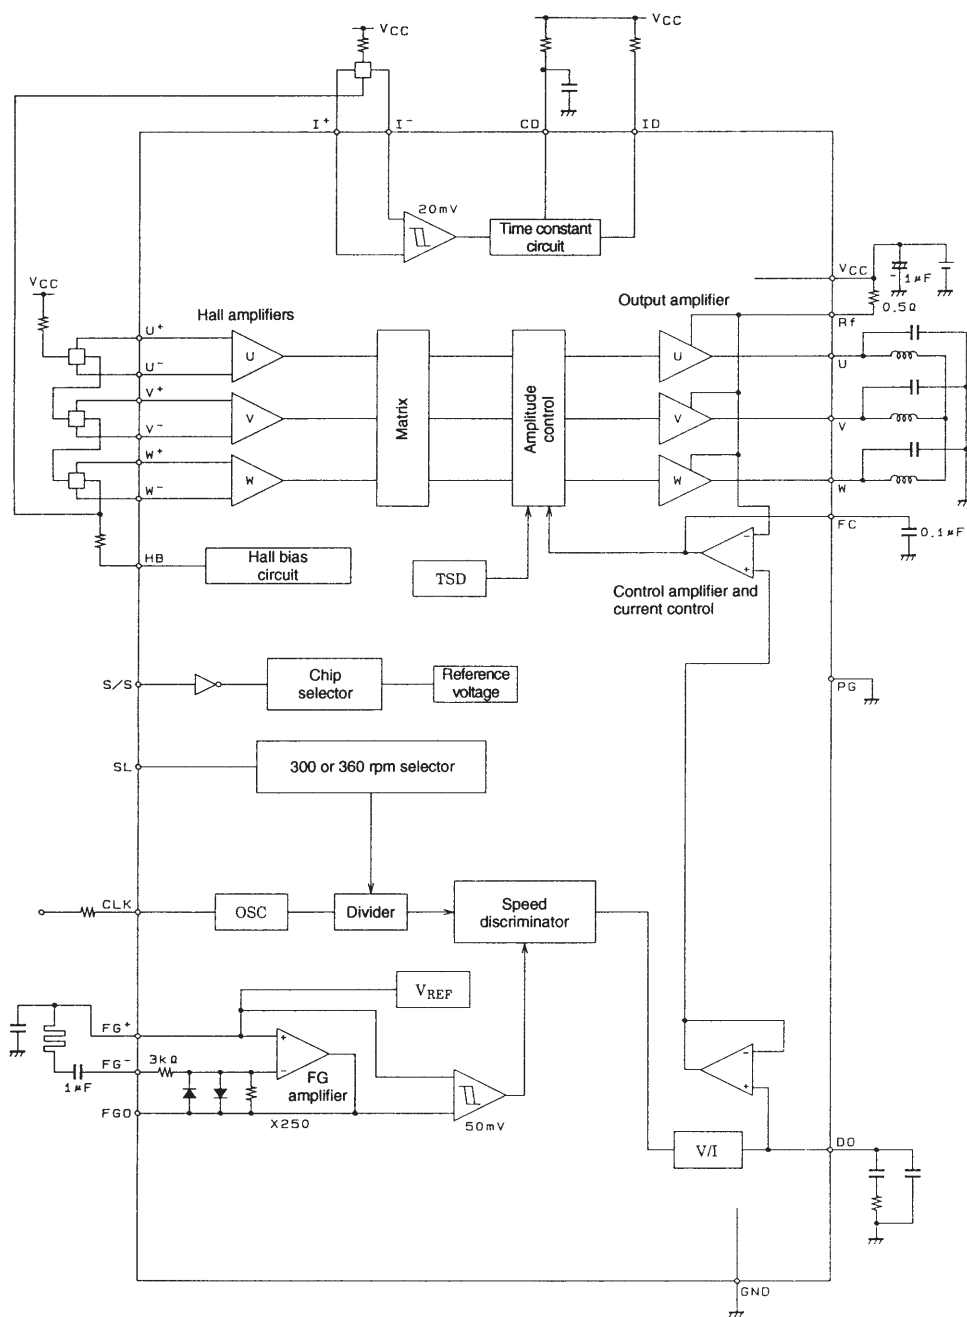 VCC
VCC
I+
I-
CD
ID
20mV
Time constant
circuit
VCC
1µF
0.5Ω
Rf
VCC
Hall amplifiers
Output amplifier
U+
U-
U
U
U
V+
V-
V
V
V
W+
W-
W
W
W
Matrix
Amplitude
control
FC
0.1µF
HB
Hall bias
circuit
TSD
-
+
Control amplifier and
current control
S/S
Chip
selector
Reference
voltage
PG
SL
300 or 360 rpm selector
CLK
OSC
Divider
Speed
discriminator
VREF
FG+
+
-
FG
amplifier
FG-
3kΩ
1µF
FGO
X250
50mV
-
+
V/I
DO
GND